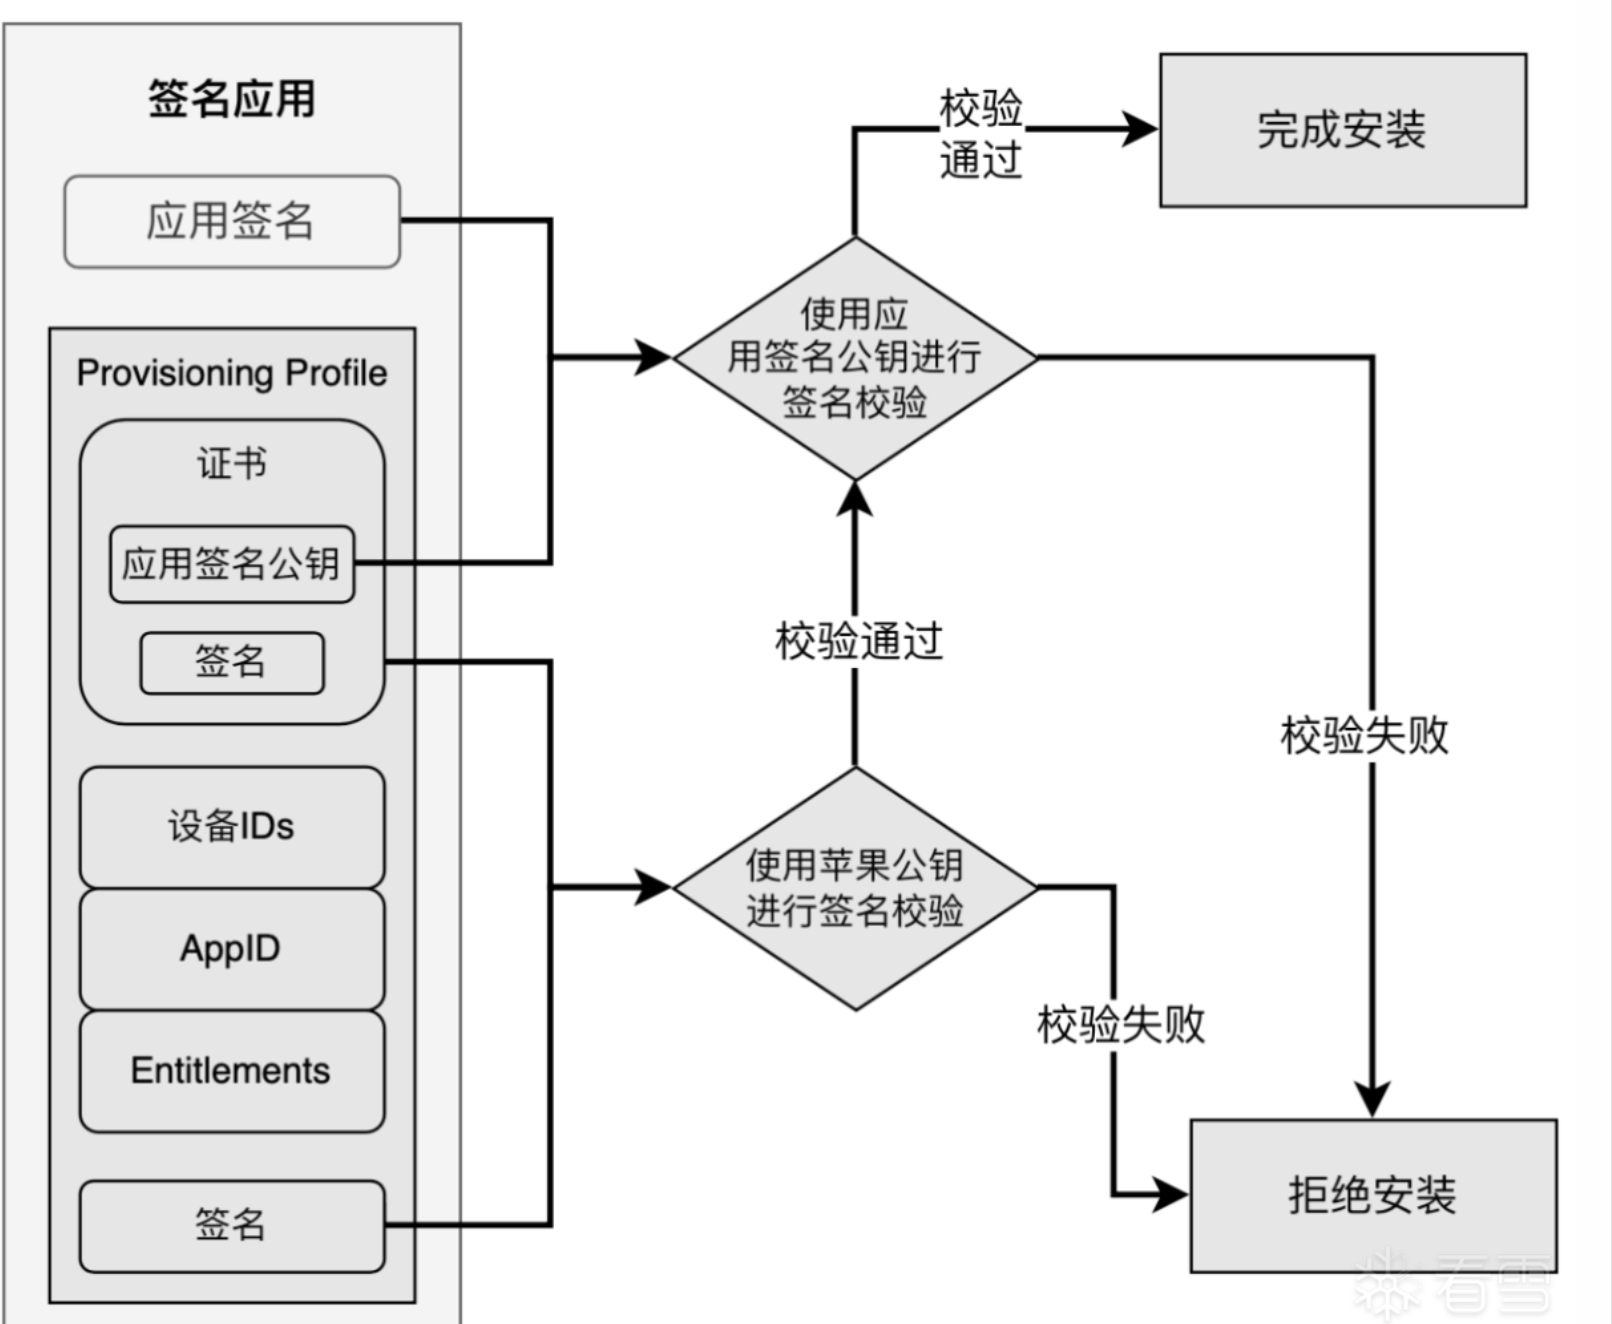 签名应用
应用签名
Provisioning Profile
证书
应用签名公钥
签名
设备IDs
AppID
Entitlements
签名
校验
通过
完成安装
使用应
用签名公钥进行
签名校验
校验通过
使用苹果公钥
进行签名校验
校验失败
校验失败
拒绝安装
看雪